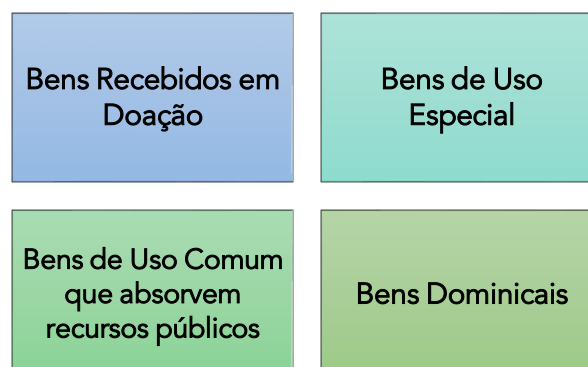 Bens Recebidos em
Doação
Bens de Uso
Especial
Bens de Uso Comum
que absorvem
recursos públicos
Bens Dominicais